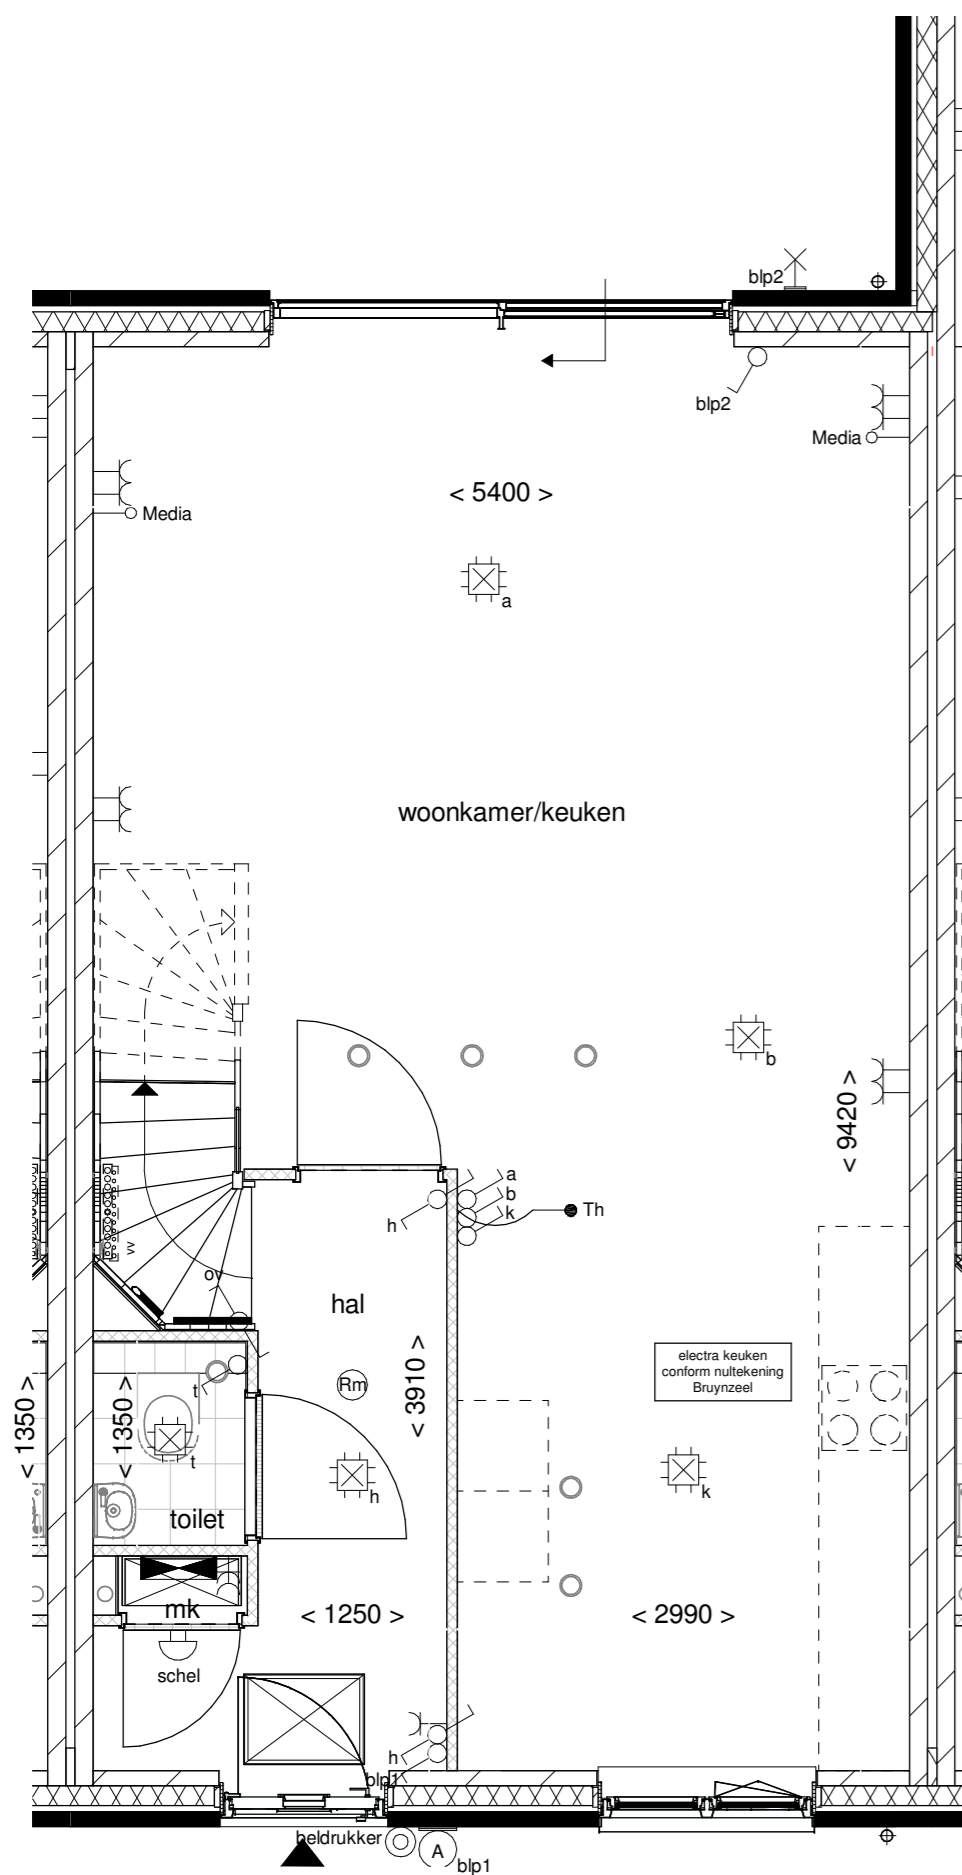 blp2
blp2
Media
< 5400 >
Media
a
woonkamer/keuken
b
< 9420 >
a
b
k
h
Th
vv
ov
hal
electra keuken
conform nultekening
Bruynzeel
Rm
t
< 3910 >
< 1350 >
< 1350 >
t
h
k
toilet
mk
< 1250 >
< 2990 >
schel
h
blp1
beldrukker
A
blp1